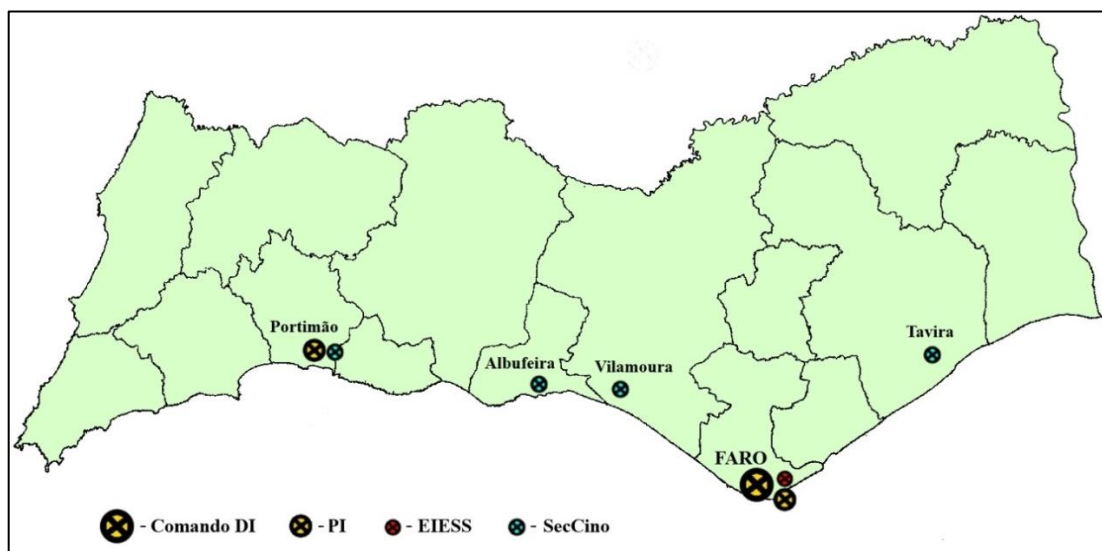 Portimão
Albufeira
Vilamoura
Tavira
FARO
- Comando DI - PI - EIESS - SecCino